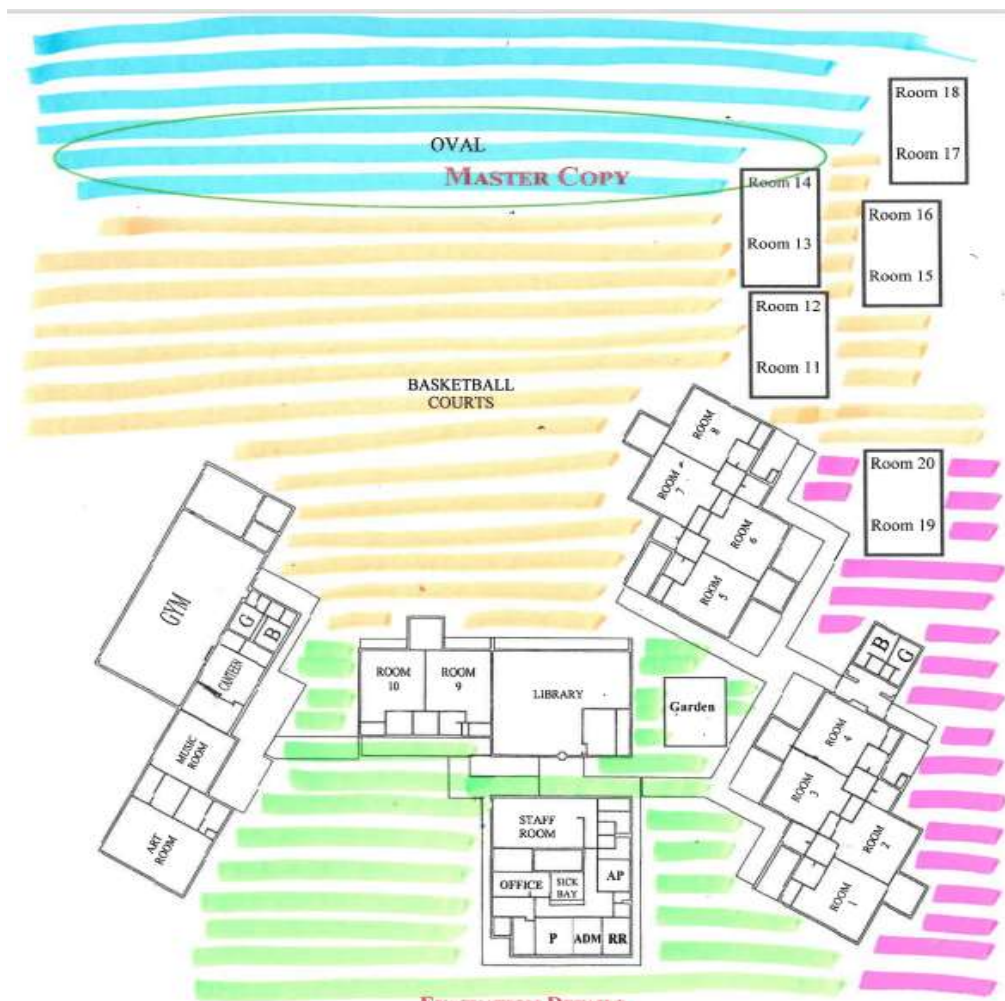 Room 18
OVAL
Room 17
MASTER COPY
Room 14
Room 16
Room 13
Room 15
Room 12
Room 11
BASKETBALL
COURTS
ROOM
8
Room 20
ROOM
7
Room 19
ROOM
6
ROOM
5
GYM
G
B
B
G
CANTEEN
ROOM
10
ROOM
9
LIBRARY
Garden
ROOM
4
MUSIC
ROOM
ROOM
3
STAFF
ROOM
ROOM
2
ART
ROOM
OFFICE
SICK
BAY
AP
ROOM
1
P
ADM
RR